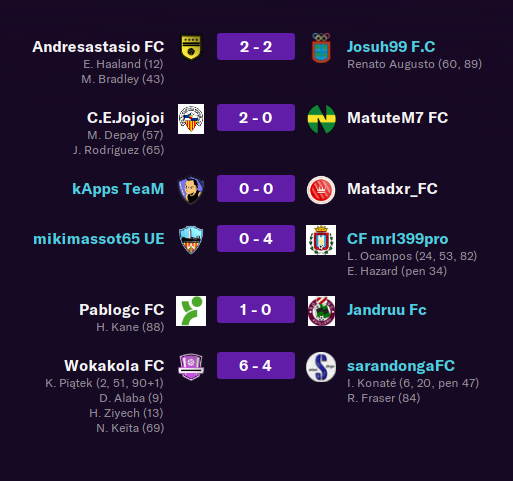 Andresastasio FC 2 - 2 Josuh99 F.C
E. Haaland (12) Renato Augusto (60, 89)
M. Bradley (43)
C.E.Jojojoi 2 - 0 MatuteM7 FC
M. Depay (57)
J. Rodríguez (65)
kApps TeaM 0 - 0 Matadxr_FC
mikimassot65 UE 0 - 4 CF mrl399pro
L. Ocampos (24, 53, 82)
E. Hazard (pen 34)
Pablogc FC 1 - 0 Jandruu Fc
H. Kane (88)
Wokakola FC 6 - 4 sarandongaFC
K. Piątek (2, 51, 90+1) I. Konaté (6, 20, pen 47)
D. Alaba (9) R. Fraser (84)
H. Ziyech (13)
N. Keïta (69)